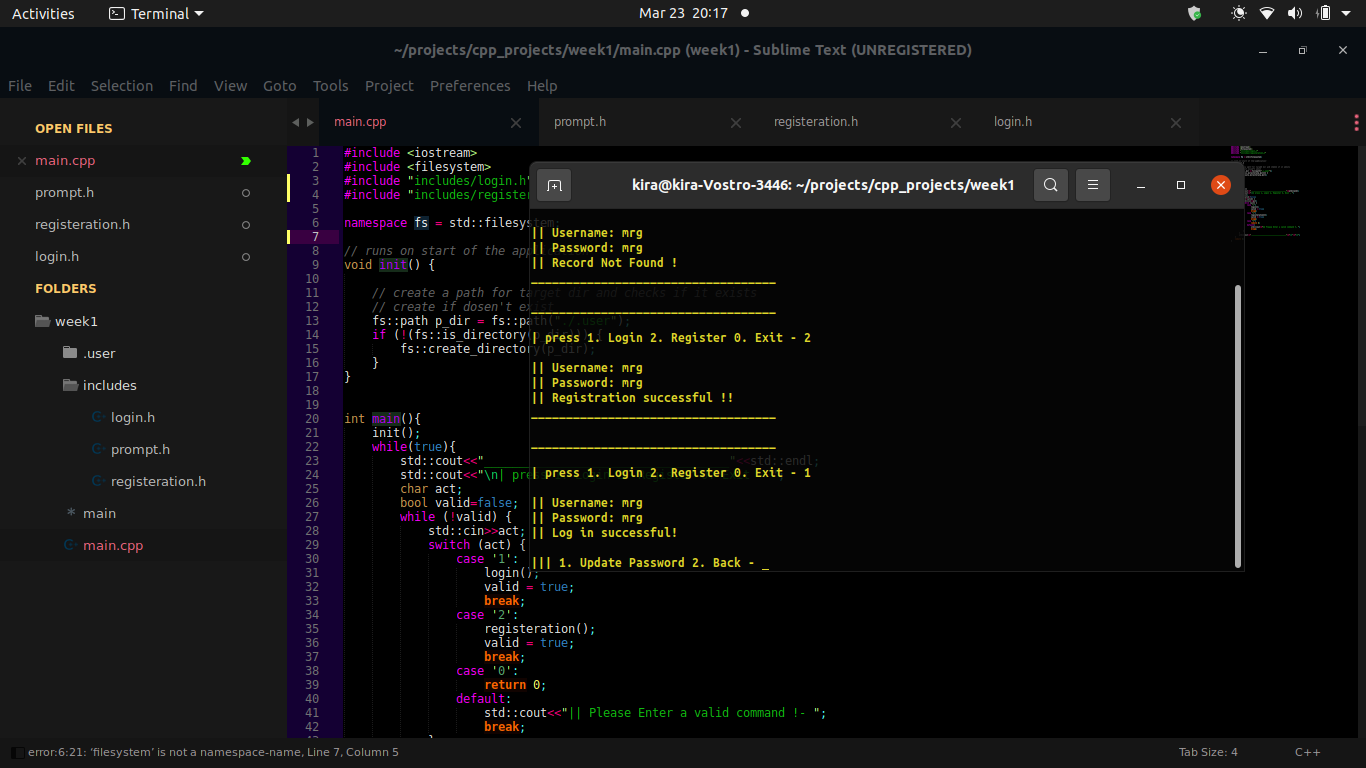 Activities Terminal Mar 23 20:17
~/projects/cpp_projects/week1/main.cpp (week1) - Sublime Text (UNREGISTERED)
File Edit Selection Find View Goto Tools Project Preferences Help
OPEN FILES
main.cpp
prompt.h
registeration.h
login.h
FOLDERS
week1
.user
includes
login.h
prompt.h
registeration.h
main
main.cpp
main.cpp prompt.h registeration.h login.h
1 #include <iostream>
2 #include <filesystem>
3 #include "includes/login.h"
4 #include "includes/register
5
6 namespace fs = std::filesystem;
7
8 // runs on start of the app
9 void init() {
10
11 // create a path for target dir and checks if it exists
12 // create if dosen't exist
13 fs::path p_dir = fs::path("./.user");
14 if (!(fs::is_directory(p_dir))) {
15 fs::create_directory(p_dir);
16 }
17 }
18
19
20 int main(){
21 init();
22 while(true){
23 std::cout<<"__________ "<<std::endl;
24 std::cout<<"\n| pre
25 char act;
26 bool valid=false;
27 while (!valid) {
28 std::cin>>act;
29 switch (act) {
30 case '1':
31 login();
32 valid = true;
33 break;
34 case '2':
35 registeration();
36 valid = true;
37 break;
38 case '0':
39 return 0;
40 default:
41 std::cout<<"|| Please Enter a valid command !- ";
42 break;
kira@kira-Vostro-3446: ~/projects/cpp_projects/week1
|| Username: mrg
|| Password: mrg
|| Record Not Found !
| press 1. Login 2. Register 0. Exit - 2
|| Username: mrg
|| Password: mrg
|| Registration successful !!
| press 1. Login 2. Register 0. Exit - 1
|| Username: mrg
|| Password: mrg
|| Log in successful!
||| 1. Update Password 2. Back - _
error:6:21: ‘filesystem’ is not a namespace-name, Line 7, Column 5 Tab Size: 4 C++